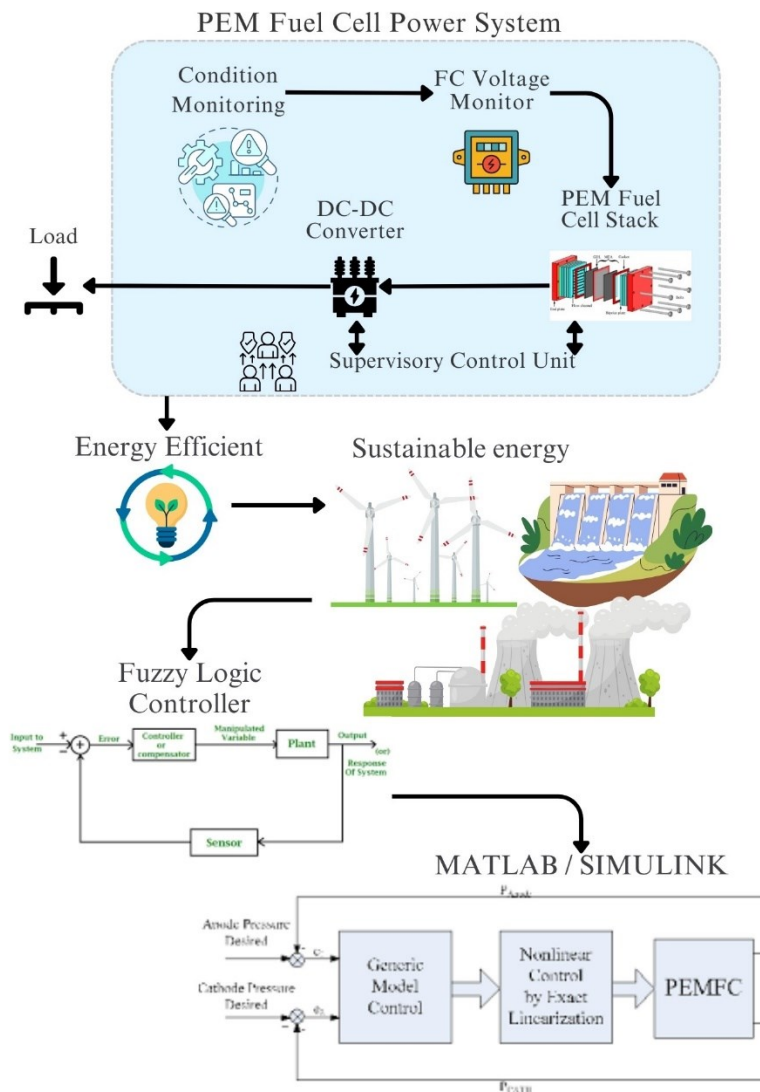 PEM Fuel Cell Power System
Condition
Monitoring
FC Voltage
Monitor
PEM Fuel
Cell Stack
DC-DC
Converter
Load
Supervisory Control Unit
Energy Efficient
Sustainable energy
Fuzzy Logic
Controller
Input to
System
Error
Controller
or
compensator
Manipulated
Variable
Plant
Output
(or)
Response
Of System
Sensor
MATLAB / SIMULINK
Anode Pressure
Desired
Cathode Pressure
Desired
Generic
Model
Control
Nonlinear
Control
by Exact
Linearization
PEMFC